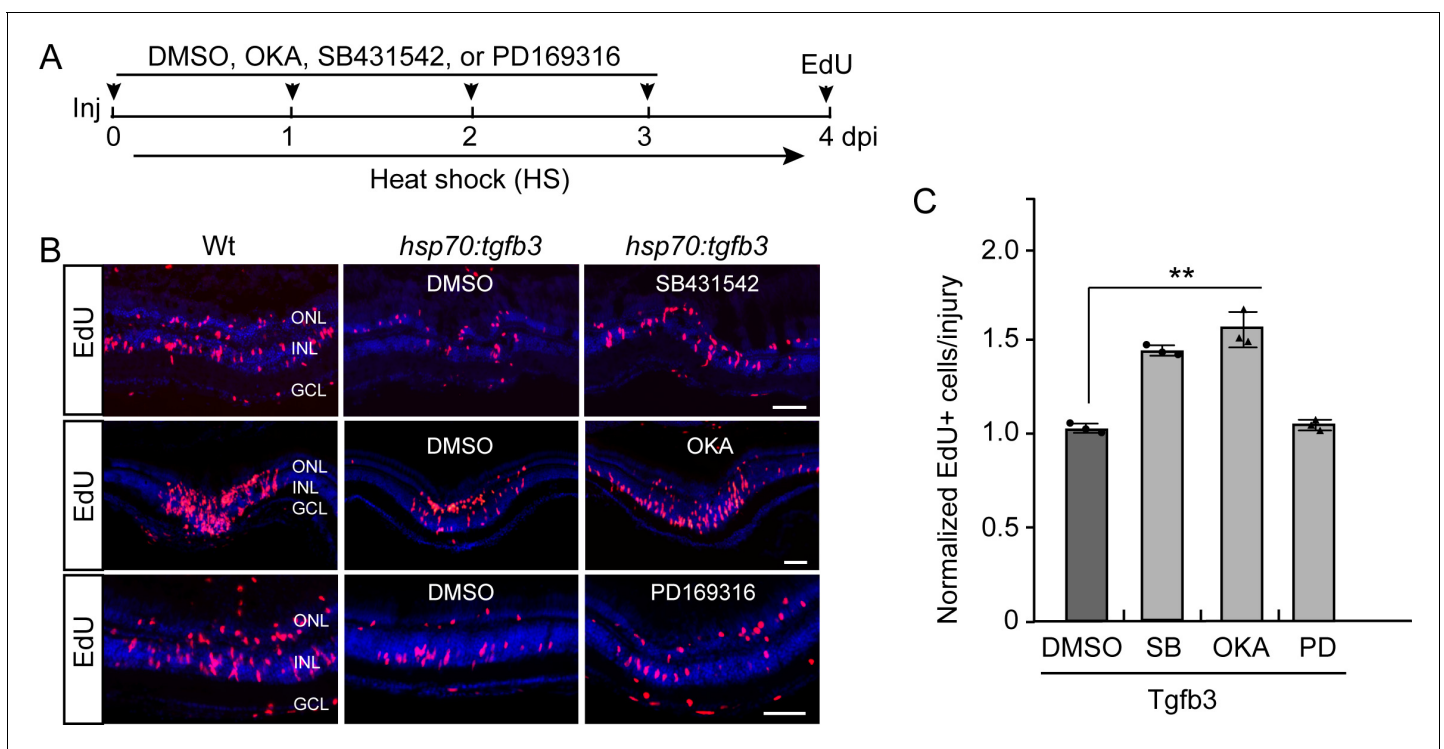 A
DMSO, OKA, SB431542, or PD169316
EdU
Inj
0 1 2 3 4 dpi
Heat shock (HS)
B
Wt hsp70:tgfb3 hsp70:tgfb3
EdU
ONL
INL
GCL
DMSO
SB431542
EdU
ONL
INL
GCL
DMSO
OKA
EdU
ONL
INL
GCL
DMSO
PD169316
C
Normalized EdU+ cells/injury
2.0
1.5
1.0
0.5
0
**
DMSO SB OKA PD
Tgfb3